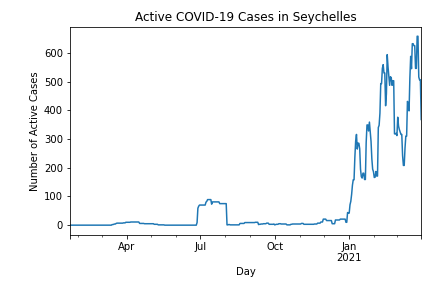 Active COVID-19 Cases in Seychelles
Number of Active Cases
600
500
400
300
200
100
0
Apr
Jul
Oct
Jan
2021
Day